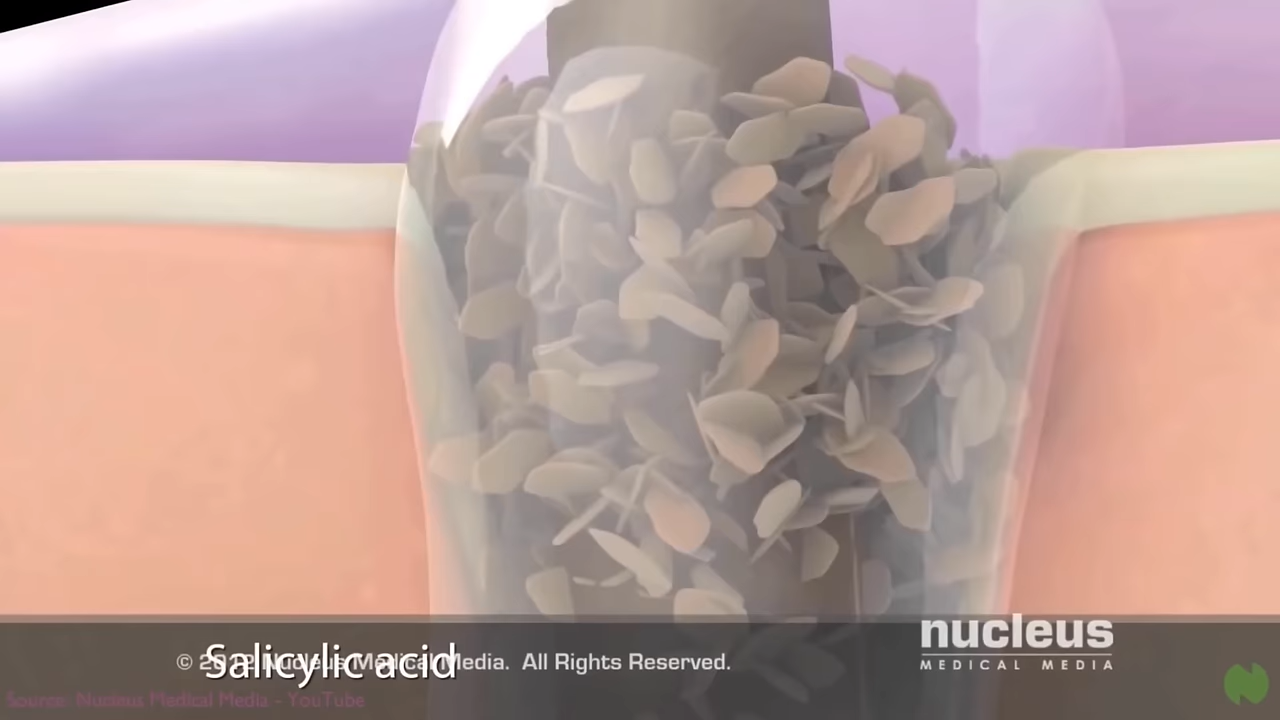 nucleus
MEDICAL MEDIA
Salicylic acid
© 2012 Nucleus Medical Media. All Rights Reserved.
Source: Nucleus Medical Media - YouTube